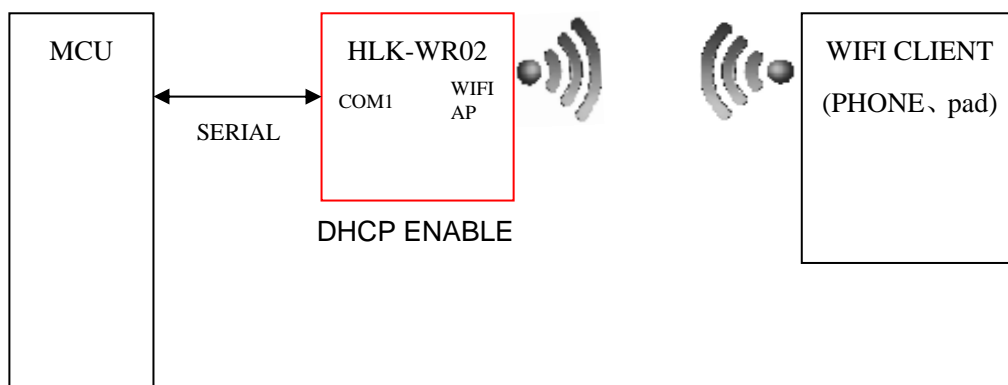 MCU
SERIAL
HLK-WR02
COM1
WIFI
AP
DHCP ENABLE
WIFI CLIENT
(PHONE、pad)